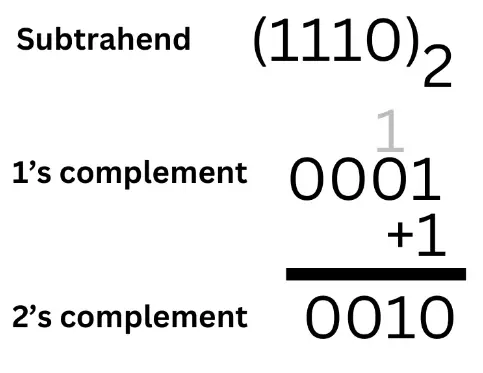 Subtrahend (1110)₂
1
1's complement 0001
+1
2's complement 0010